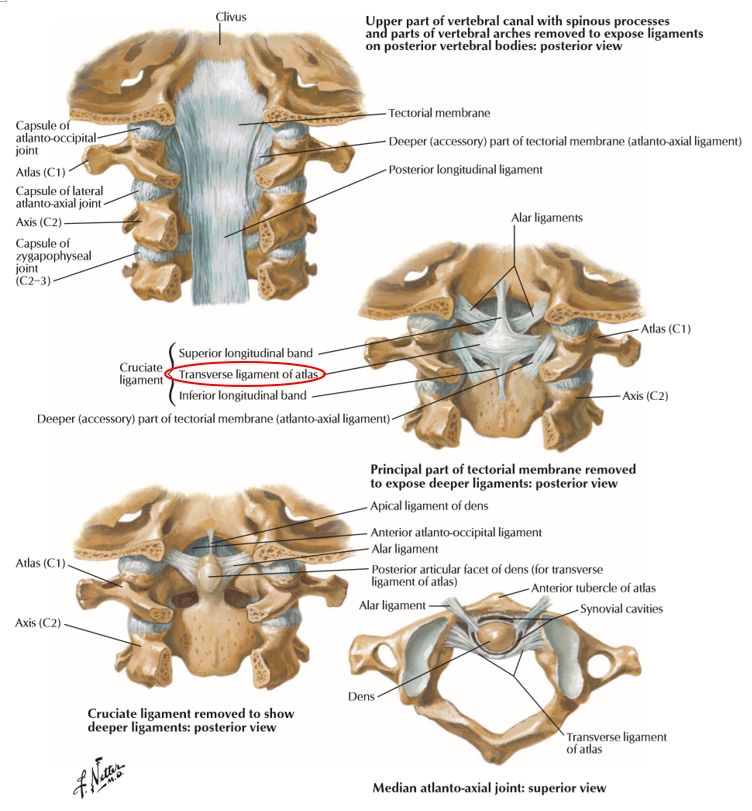 Clivus
Upper part of vertebral canal with spinous processes
and parts of vertebral arches removed to expose ligaments
on posterior vertebral bodies: posterior view
Capsule of
atlanto-occipital
joint
Atlas (C1)
Capsule of lateral
atlanto-axial joint
Axis (C2)
Capsule of
zygapophyseal
joint
(C2–3)
Tectorial membrane
Deeper (accessory) part of tectorial membrane (atlanto-axial ligament)
Posterior longitudinal ligament
Alar ligaments
Cruciate
ligament
Superior longitudinal band
Transverse ligament of atlas
Inferior longitudinal band
Deeper (accessory) part of tectorial membrane (atlanto-axial ligament)
Atlas (C1)
Axis (C2)
Principal part of tectorial membrane removed
to expose deeper ligaments: posterior view
Apical ligament of dens
Anterior atlanto-occipital ligament
Alar ligament
Posterior articular facet of dens (for transverse
ligament of atlas)
Atlas (C1)
Axis (C2)
Cruciate ligament removed to show
deeper ligaments: posterior view
Anterior tubercle of atlas
Alar ligament
Synovial cavities
Dens
Transverse ligament
of atlas
Median atlanto-axial joint: superior view
F. Netter
M.D.